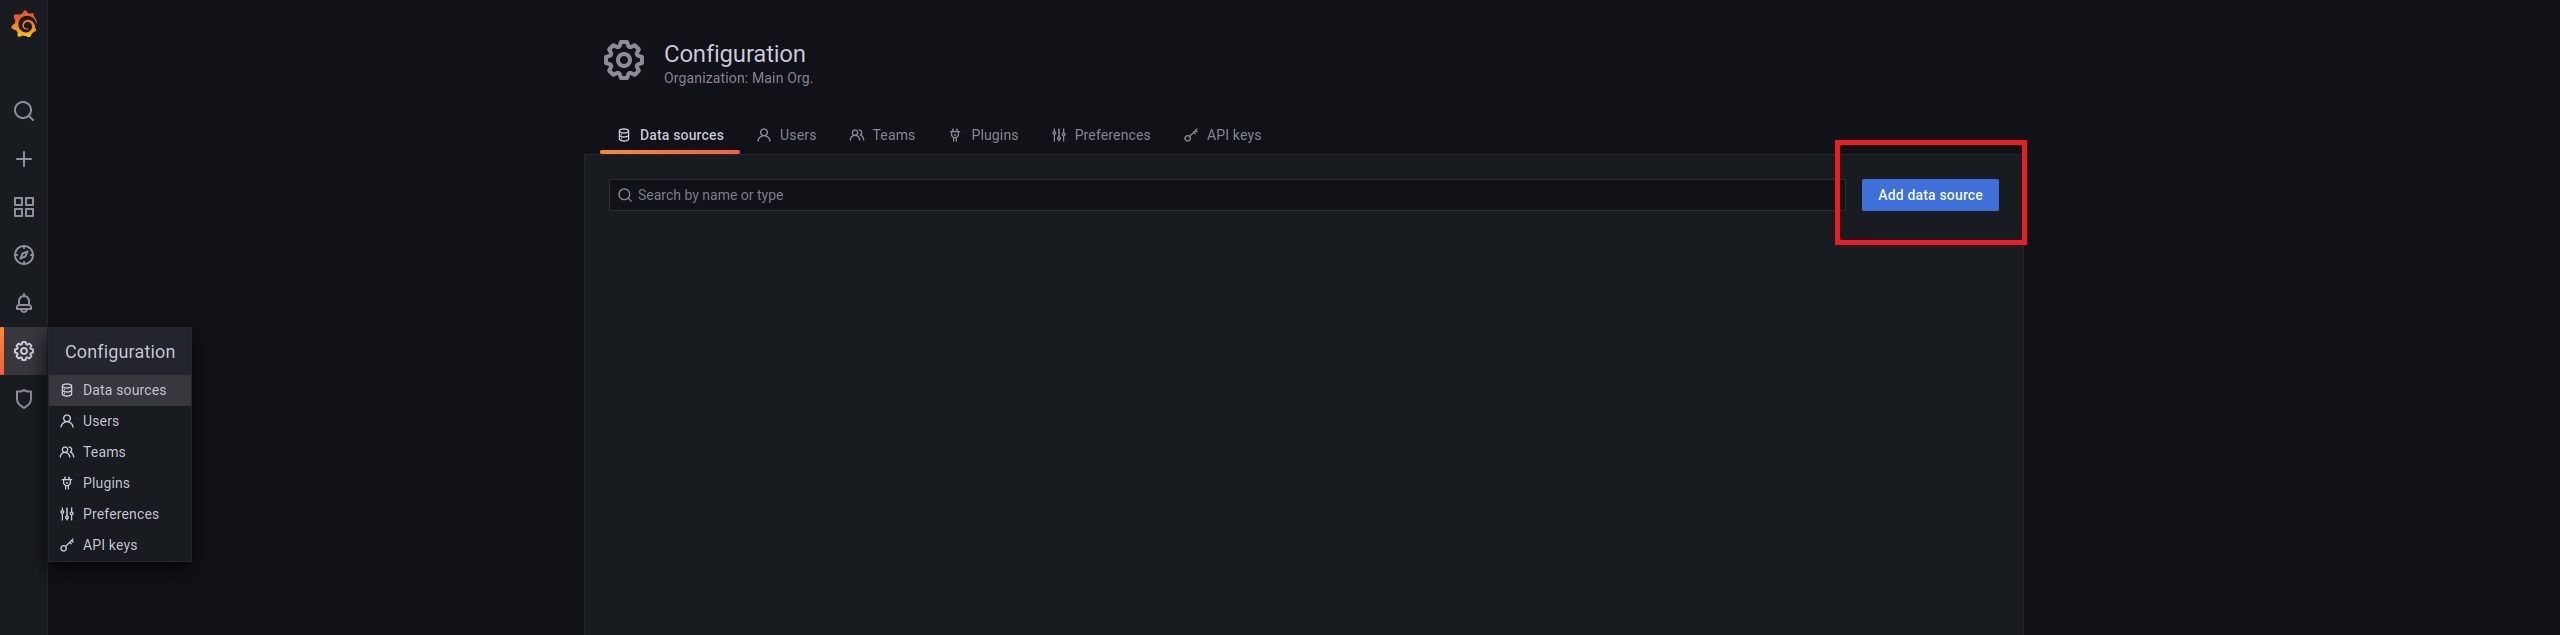 Configuration
Organization: Main Org.
Data sources Users Teams Plugins Preferences API keys
Search by name or type Add data source
Configuration
Data sources
Users
Teams
Plugins
Preferences
API keys